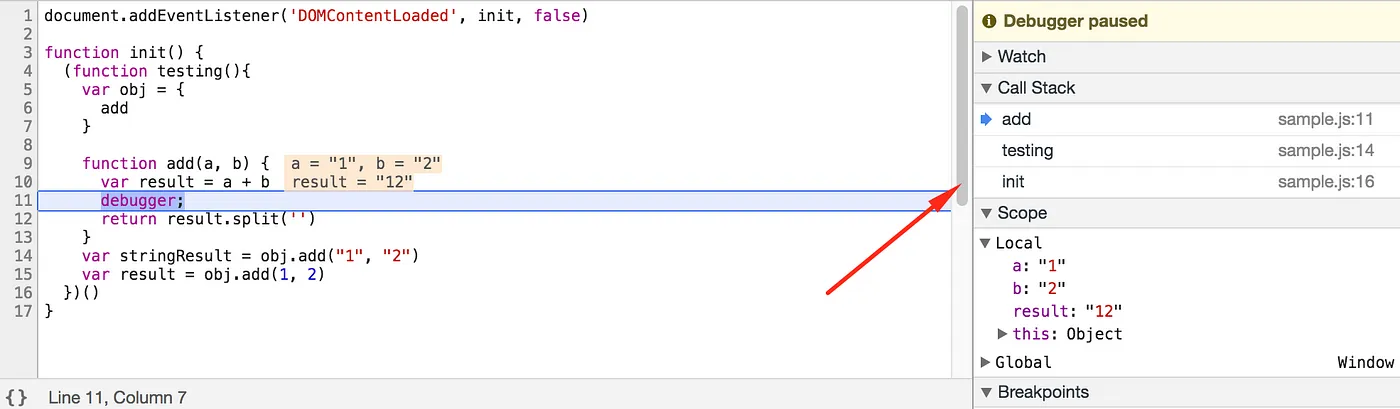 1 document.addEventListener('DOMContentLoaded', init, false)
2
3 function init() {
4   (function testing(){
5     var obj = {
6       add
7     }
8
9     function add(a, b) {  a = "1", b = "2"
10       var result = a + b  result = "12"
11       debugger;
12       return result.split('')
13     }
14     var stringResult = obj.add("1", "2")
15     var result = obj.add(1, 2)
16   })()
17 }
{} Line 11, Column 7
Debugger paused
Watch
Call Stack
add sample.js:11
testing sample.js:14
init sample.js:16
Scope
Local
a: "1"
b: "2"
result: "12"
this: Object
Global Window
Breakpoints